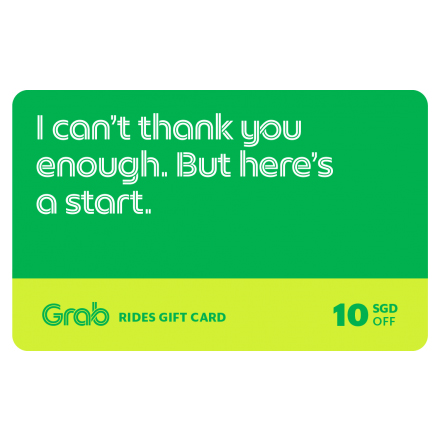 I can't thank you
enough. But here's
a start.
Grab RIDES GIFT CARD
10 SGD OFF